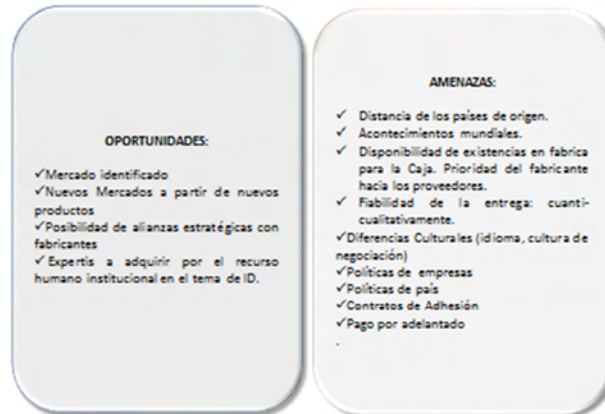 OPORTUNIDADES:
✓Mercado identificado
✓Nuevos Mercados a partir de nuevos
productos
✓Posibilidad de alianzas estratégicas con
fabricantes
✓Expertis a adquirir por el recurso
humano institucional en el tema de ID.
AMENAZAS:
✓ Distancia de los países de origen.
✓ Acontecimientos mundiales.
✓ Disponibilidad de existencias en fabrica
para la Caja. Prioridad del fabricante
hacia los proveedores.
✓ Fiabilidad de la entrega: cuanti-
cualitativamente.
✓Diferencias Culturales (idioma, cultura de
negociación)
✓Políticas de empresas
✓Políticas de país
✓Contratos de Adhesión
✓Pago por adelantado
.